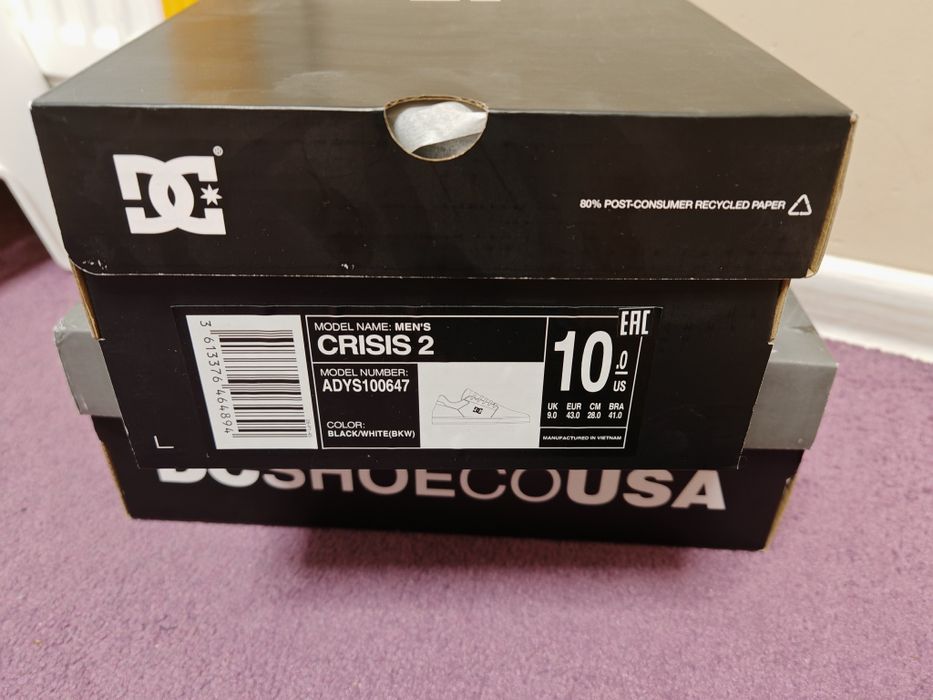 DC®
80% POST-CONSUMER RECYCLED PAPER
3 613376 464894
MODEL NAME: MEN'S
CRISIS 2
MODEL NUMBER:
ADYS100647
COLOR:
BLACK/WHITE(BKW)
DC
EAC
10.0
US
UK EUR CM BRA
9.0 43.0 28.0 41.0
MANUFACTURED IN VIETNAM
DCSHOECOUSA